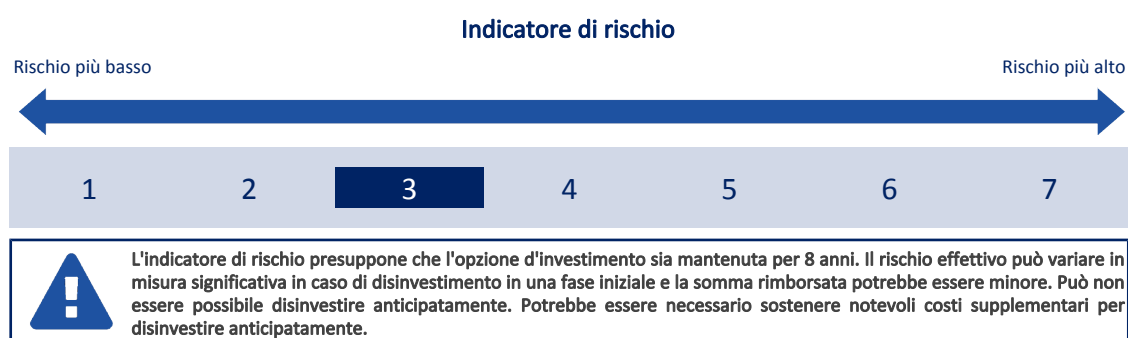 Indicatore di rischio
Rischio più basso
Rischio più alto
1 2 3 4 5 6 7
L'indicatore di rischio presuppone che l'opzione d'investimento sia mantenuta per 8 anni. Il rischio effettivo può variare in
misura significativa in caso di disinvestimento in una fase iniziale e la somma rimborsata potrebbe essere minore. Può non
essere possibile disinvestire anticipatamente. Potrebbe essere necessario sostenere notevoli costi supplementari per
disinvestire anticipatamente.